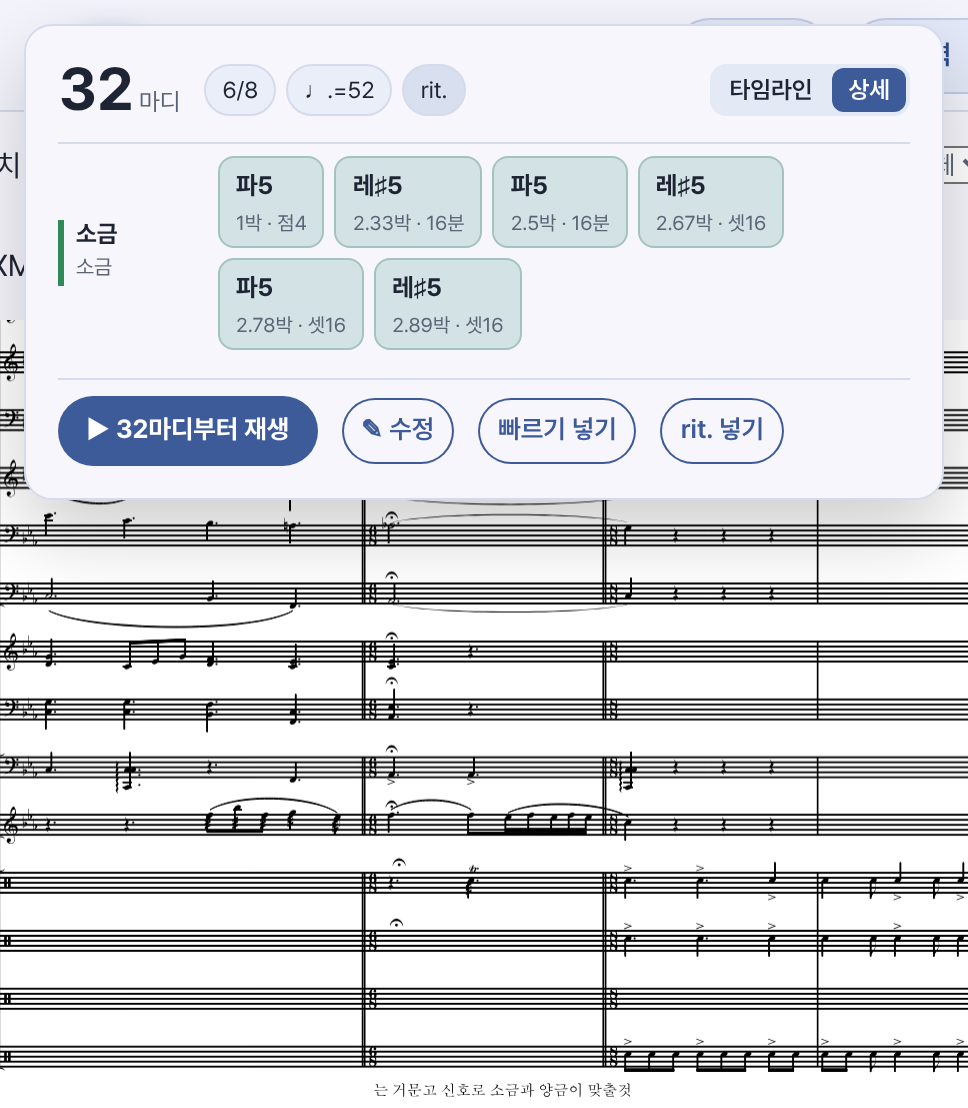 32 마디 6/8 ♩.=52 rit. 타임라인 상세
파5 레♯5 파5 레♯5
1박 · 점4 2.33박 · 16분 2.5박 · 16분 2.67박 · 셋16
소금
소금
파5 레♯5
2.78박 · 셋16 2.89박 · 셋16
▶ 32마디부터 재생 ✎ 수정 빠르기 넣기 rit. 넣기
는 거문고 신호로 소금과 양금이 맞출것